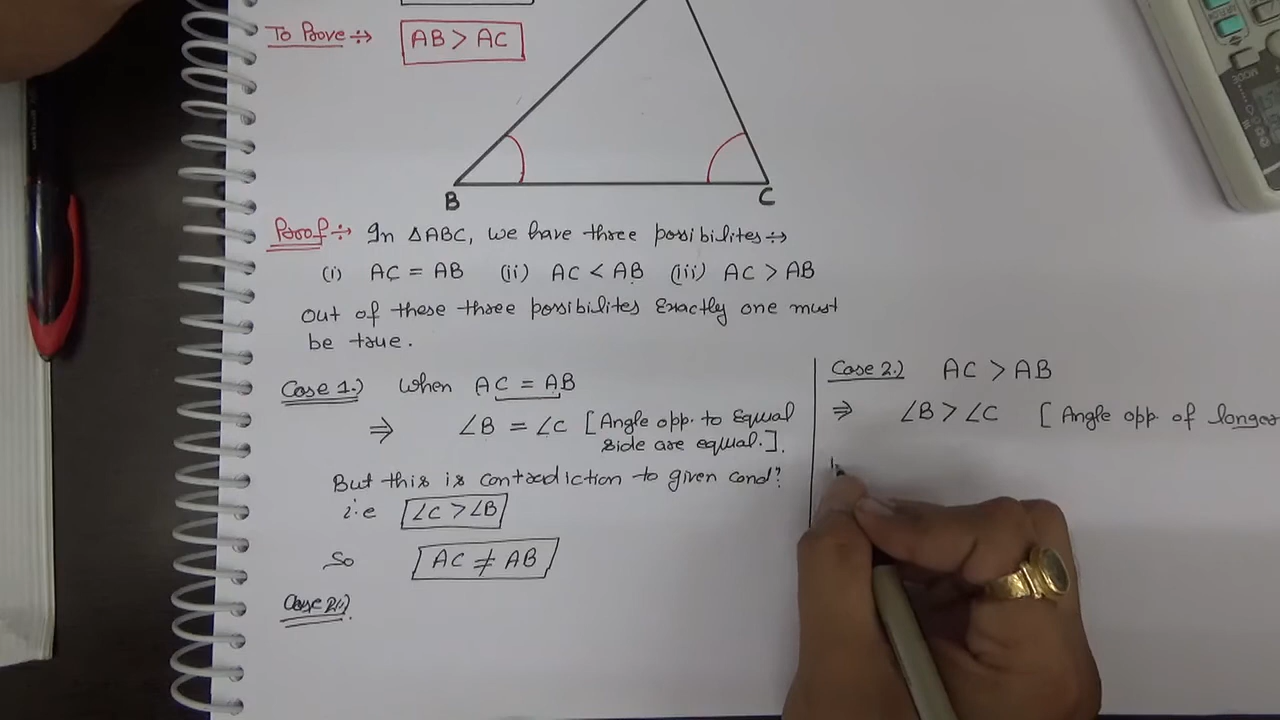 To Prove :→ AB > AC
B
C
Proof :→ In ΔABC, we have three possibilites :→
(i) AC = AB (ii) AC < AB (iii) AC > AB
out of these three possibilites Exactly one must
be true.
Case 1.) When AC = AB
⇒ ∠B = ∠C [Angle opp. to Equal
side are equal.].
But this is contradiction to given cond?
i.e ∠C > ∠B
So AC ≠ AB
Case 2.)
Case 2.) AC > AB
⇒ ∠B > ∠C [ Angle opp. of longer
MODE